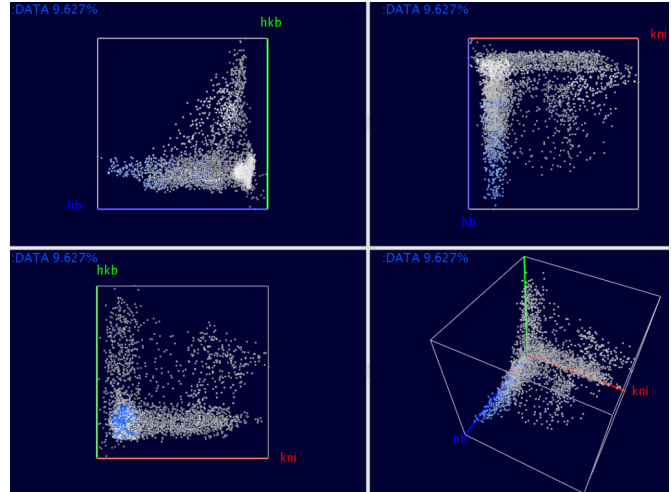 :DATA 9.627%
hkb
hb
:DATA 9.627%
kni
hb
:DATA 9.627%
hkb
kni
:DATA 9.627%
kni
hb